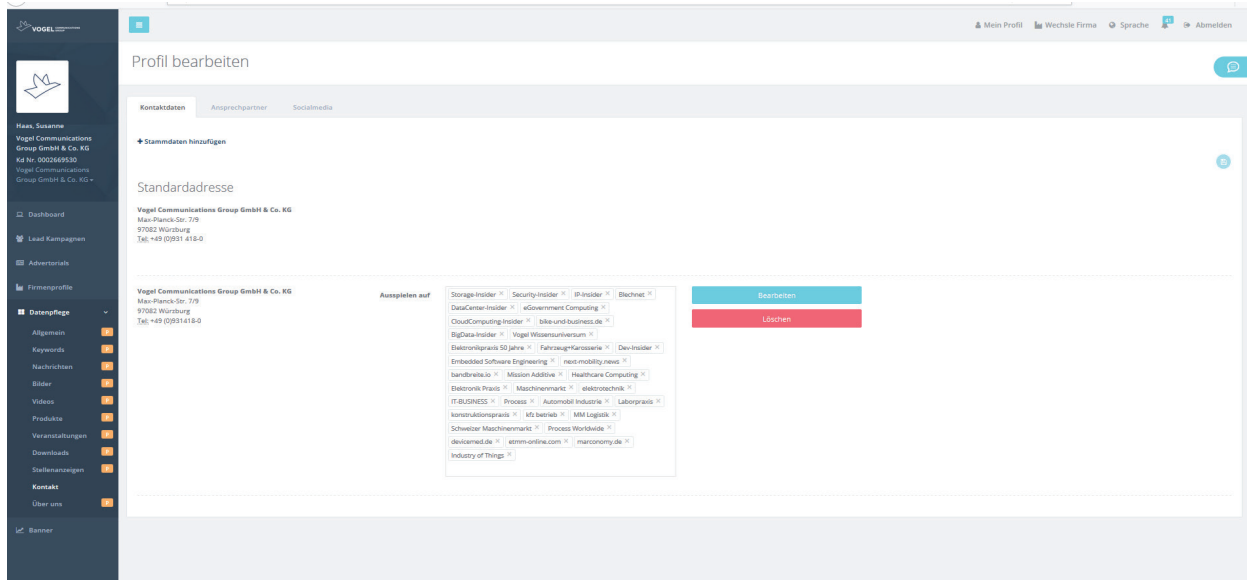 VOGEL COMMUNICATIONS GROUP
Mein Profil
Wechsle Firma
Sprache
41
Abmelden
Profil bearbeiten
Haas, Susanne
Vogel Communications
Group GmbH & Co. KG
Kd Nr. 0002669530
Vogel Communications
Group GmbH & Co. KG
Dashboard
Lead Kampagnen
Advertorials
Firmenprofile
Datenpflege
Allgemein P
Keywords P
Nachrichten P
Bilder P
Videos P
Produkte P
Veranstaltungen P
Downloads P
Stellenanzeigen P
Kontakt
Über uns P
Banner
Kontaktdaten Ansprechpartner Socialmedia
+ Stammdaten hinzufügen
Standardadresse
Vogel Communications Group GmbH & Co. KG
Max-Planck-Str. 7/9
97082 Würzburg
Tel: +49 (0)931 418-0
Vogel Communications Group GmbH & Co. KG
Max-Planck-Str. 7/9
97082 Würzburg
Tel: +49 (0)931418-0
Ausspielen auf
Storage-Insider × Security-Insider × IP-Insider × Blechnet ×
DataCenter-Insider × eGovernment Computing ×
CloudComputing-Insider × bike-und-business.de ×
BigData-Insider × Vogel Wissensuniversum ×
Elektronikpraxis 50 Jahre × Fahrzeug+Karosserie × Dev-Insider ×
Embedded Software Engineering × next-mobility.news ×
bandbreite.io × Mission Additive × Healthcare Computing ×
Elektronik Praxis × Maschinenmarkt × elektrotechnik ×
IT-BUSINESS × Process × Automobil Industrie × Laborpraxis ×
konstruktionspraxis × kfz betrieb × MM Logistik ×
Schweizer Maschinenmarkt × Process Worldwide ×
devicemed.de × etmm-online.com × marconomy.de ×
Industry of Things ×
Bearbeiten
Löschen